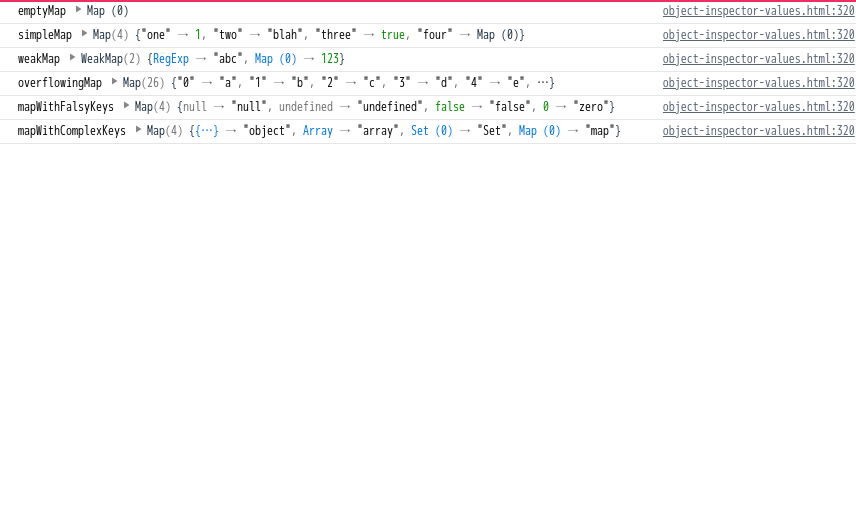 emptyMap ▶ Map (0) object-inspector-values.html:320
simpleMap ▶ Map(4) {"one" → 1, "two" → "blah", "three" → true, "four" → Map (0)} object-inspector-values.html:320
weakMap ▶ WeakMap(2) {RegExp → "abc", Map (0) → 123} object-inspector-values.html:320
overflowingMap ▶ Map(26) {"0" → "a", "1" → "b", "2" → "c", "3" → "d", "4" → "e", …} object-inspector-values.html:320
mapWithFalsyKeys ▶ Map(4) {null → "null", undefined → "undefined", false → "false", 0 → "zero"} object-inspector-values.html:320
mapWithComplexKeys ▶ Map(4) {{…} → "object", Array → "array", Set (0) → "Set", Map (0) → "map"} object-inspector-values.html:320